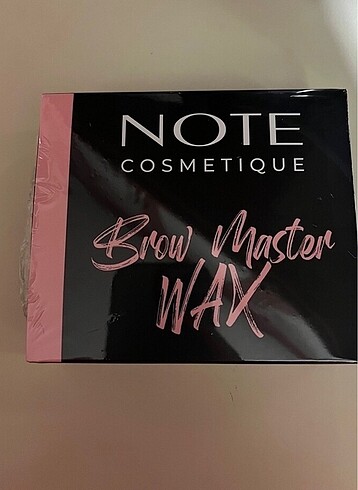 NOTE
COSMETIQUE
Brow Master
WAX